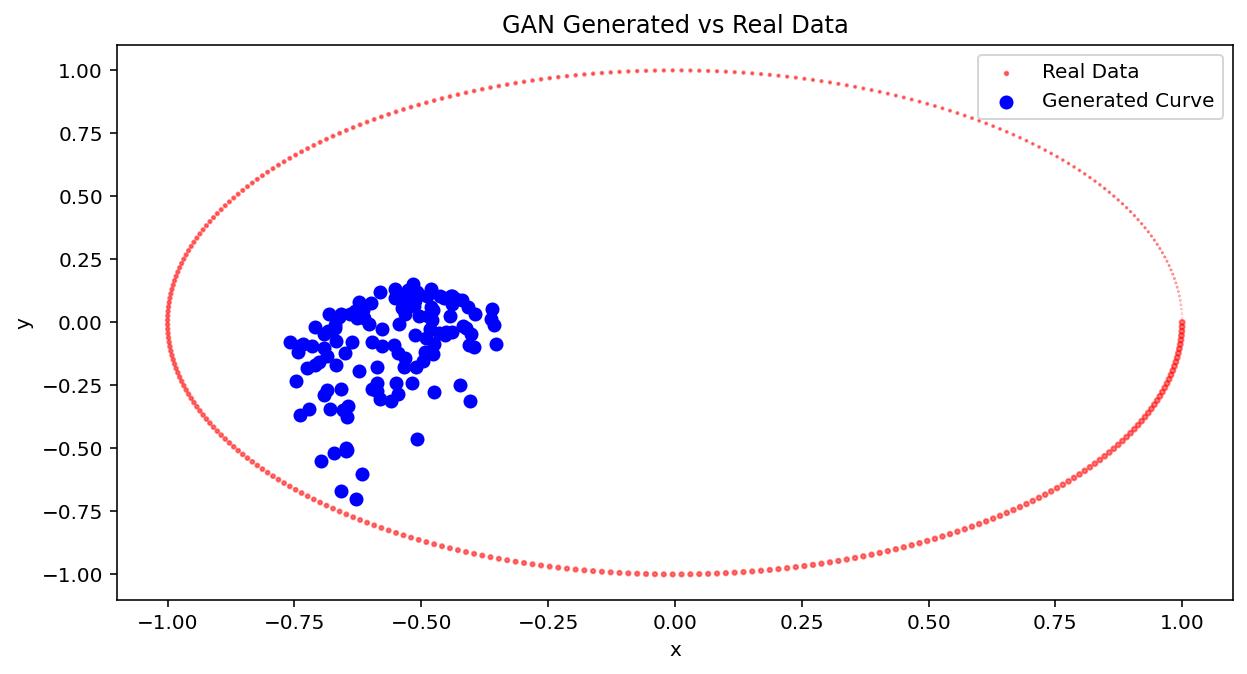 GAN Generated vs Real Data
1.00
0.75
0.50
0.25
0.00
−0.25
−0.50
−0.75
−1.00
y
Real Data
Generated Curve
−1.00 −0.75 −0.50 −0.25 0.00 0.25 0.50 0.75 1.00
x